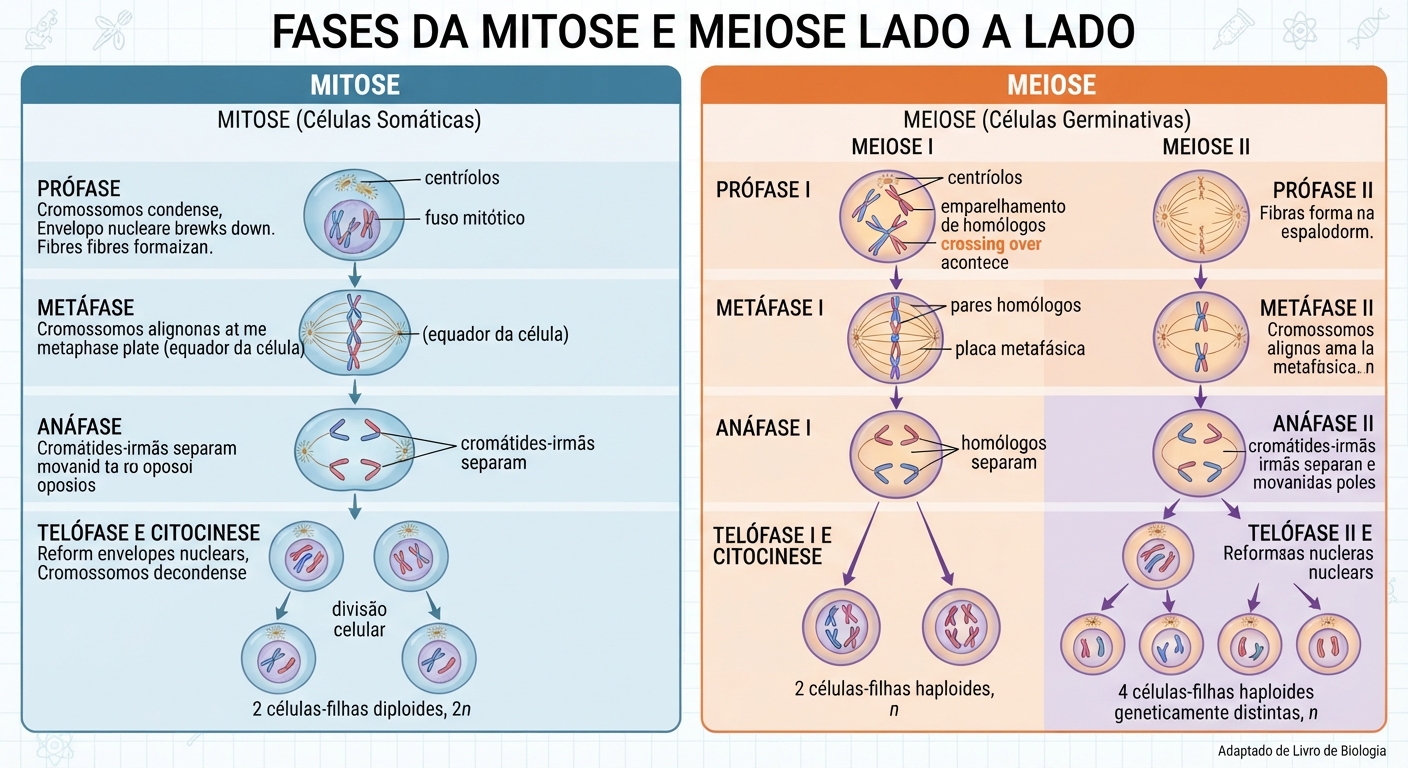 FASES DA MITOSE E MEIOSE LADO A LADO
MITOSE
MITOSE (Células Somáticas)
PRÓFASE
Cromossomos condense,
Envelopo nucleare brewks down.
Fibres fibres formaizan.
centríolos
fuso mitótico
METÁFASE
Cromossomos alignonas at me
metaphase plate (equador da célula)
(equador da célula)
ANÁFASE
Cromátides-irmãs separam
movanid ta ro oposoi
oposios
cromátides-irmãs
separam
TELÓFASE E CITOCINESE
Reform envelopes nuclears,
Cromossomos decondense
divisão
celular
2 células-filhas diploides, 2n
MEIOSE
MEIOSE (Células Germinativas)
MEIOSE I
MEIOSE II
PRÓFASE I
centríolos
emparelhamento
de homólogos
crossing over
acontece
PRÓFASE II
Fibras forma na
espalodorm.
METÁFASE I
pares homólogos
placa metafásica
METÁFASE II
Cromossomos
alignos ama la
metafásica. n
ANÁFASE I
homólogos
separam
ANÁFASE II
cromátides-irmãs
irmãs separan e
movanidas poles
TELÓFASE I E
CITOCINESE
2 células-filhas haploides,
n
TELÓFASE II E
Reformaas nucleras
nuclears
4 células-filhas haploides
geneticamente distintas, n
Adaptado de Livro de Biologia